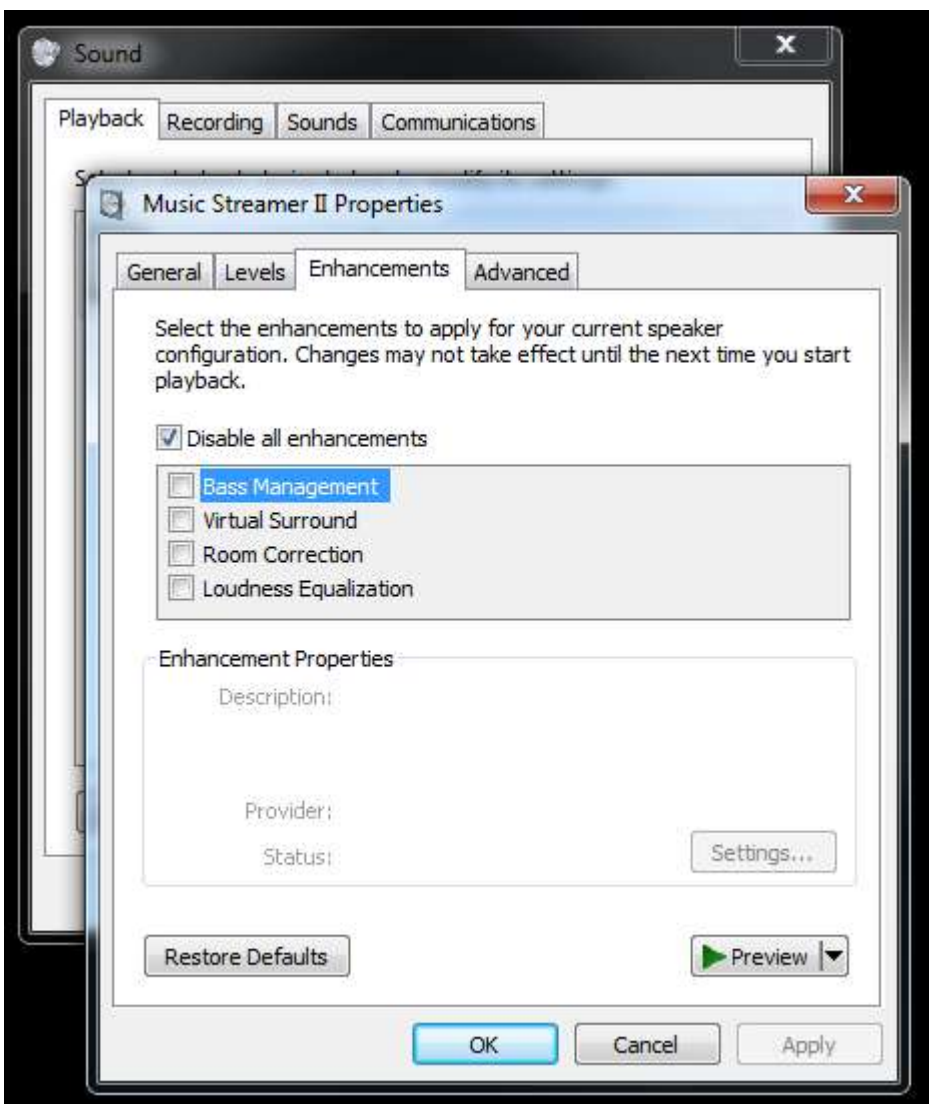 Sound
Playback Recording Sounds Communications
Music Streamer II Properties
General Levels Enhancements Advanced
Select the enhancements to apply for your current speaker
configuration. Changes may not take effect until the next time you start
playback.
Disable all enhancements
Bass Management
Virtual Surround
Room Correction
Loudness Equalization
Enhancement Properties
Description:
Provider:
Status:
Settings...
Restore Defaults
Preview
OK Cancel Apply